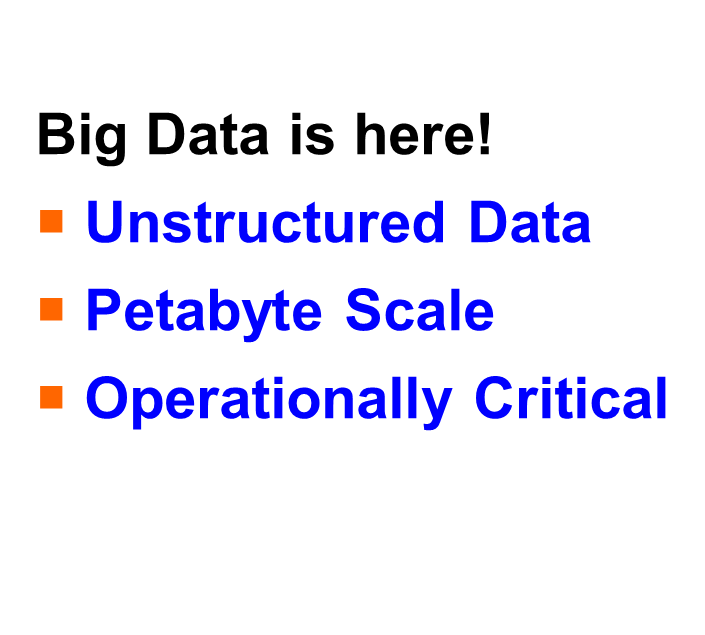 Big Data is here!
Unstructured Data
Petabyte Scale
Operationally Critical